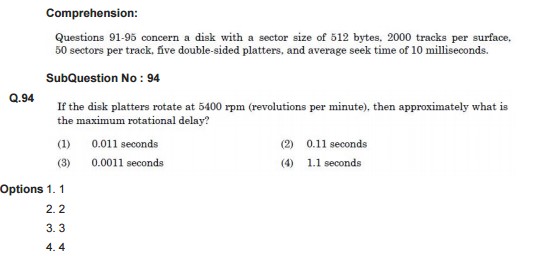 Comprehension:
Questions 91-95 concern a disk with a sector size of 512 bytes, 2000 tracks per surface,
50 sectors per track, five double-sided platters, and average seek time of 10 milliseconds.
SubQuestion No : 94
Q.94
If the disk platters rotate at 5400 rpm (revolutions per minute), then approximately what is
the maximum rotational delay?
(1) 0.011 seconds (2) 0.11 seconds
(3) 0.0011 seconds (4) 1.1 seconds
Options 1. 1
2. 2
3. 3
4. 4